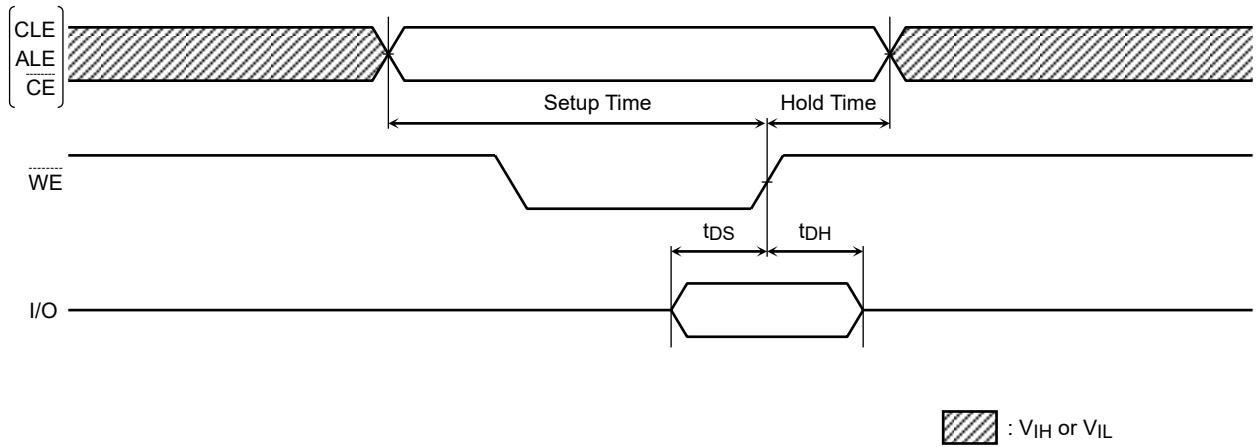 CLE
ALE
CE
Setup Time
Hold Time
WE
tDS
tDH
I/O
: VIH or VIL